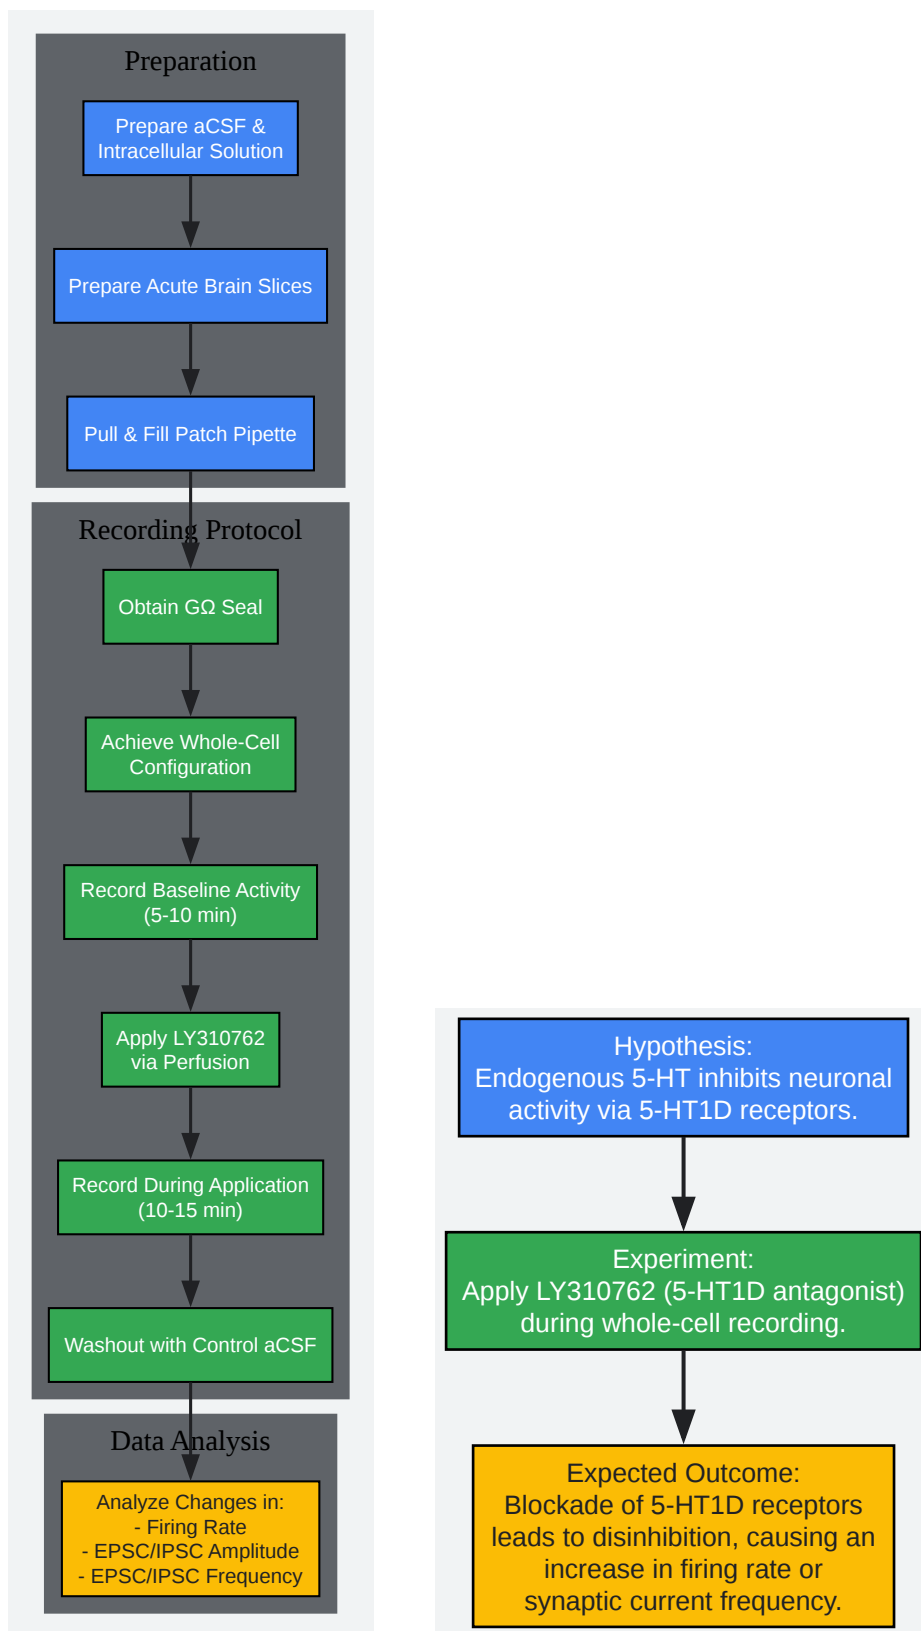 Preparation
Prepare aCSF &
Intracellular Solution
Prepare Acute Brain Slices
Pull & Fill Patch Pipette
Recording Protocol
Obtain GΩ Seal
Achieve Whole-Cell
Configuration
Record Baseline Activity
(5-10 min)
Apply LY310762
via Perfusion
Record During Application
(10-15 min)
Washout with Control aCSF
Data Analysis
Analyze Changes in:
- Firing Rate
- EPSC/IPSC Amplitude
- EPSC/IPSC Frequency
Hypothesis:
Endogenous 5-HT inhibits neuronal
activity via 5-HT1D receptors.
Experiment:
Apply LY310762 (5-HT1D antagonist)
during whole-cell recording.
Expected Outcome:
Blockade of 5-HT1D receptors
leads to disinhibition, causing an
increase in firing rate or
synaptic current frequency.